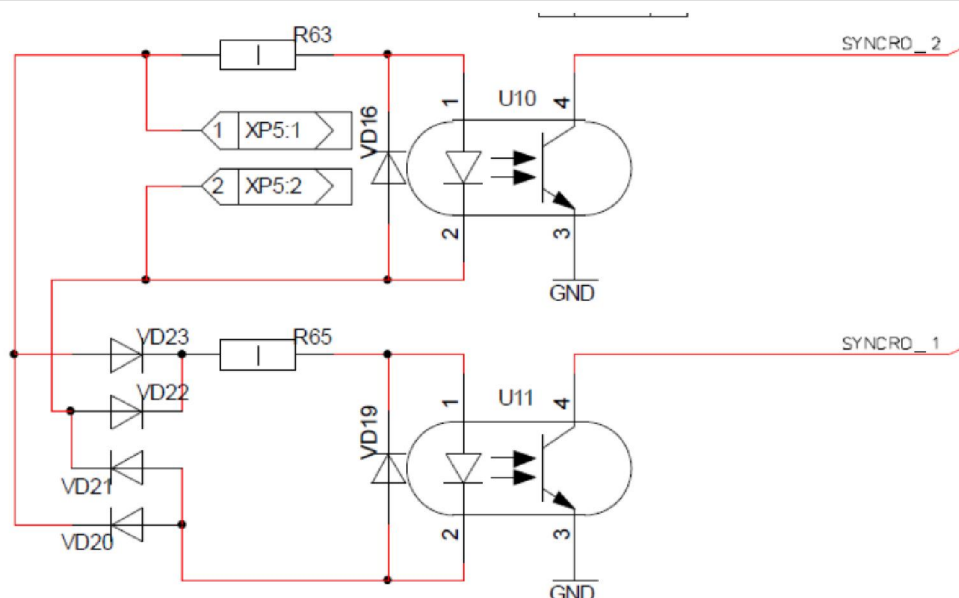 R63
SYNCRO_2
1 XP5:1
2 XP5:2
VD16
1
U10
4
2
3
GND
VD23
R65
SYNCRO_1
VD22
VD19
1
U11
4
VD21
VD20
2
3
GND